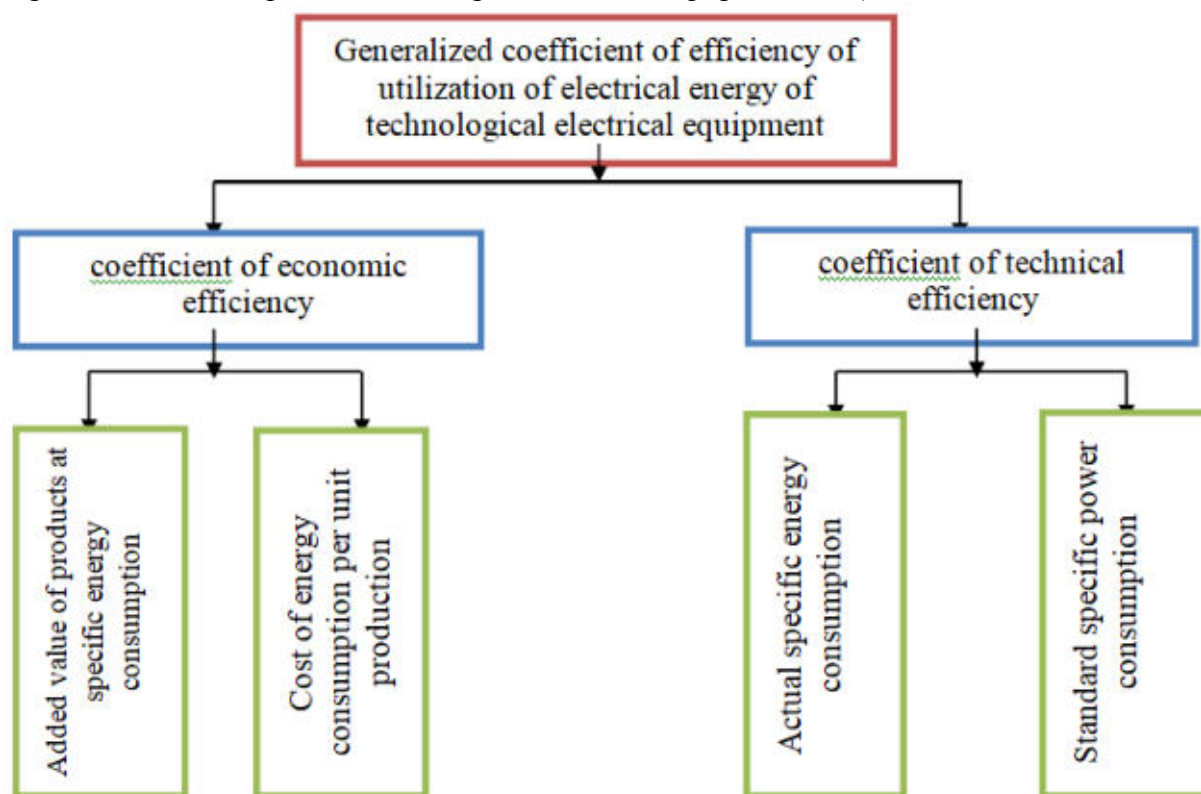 Generalized coefficient of efficiency of
utilization of electrical energy of
technological electrical equipment
coefficient of economic
efficiency
coefficient of technical
efficiency
Added value of products at
specific energy
consumption
Cost of energy
consumption per unit
production
Actual specific energy
consumption
Standard specific power
consumption